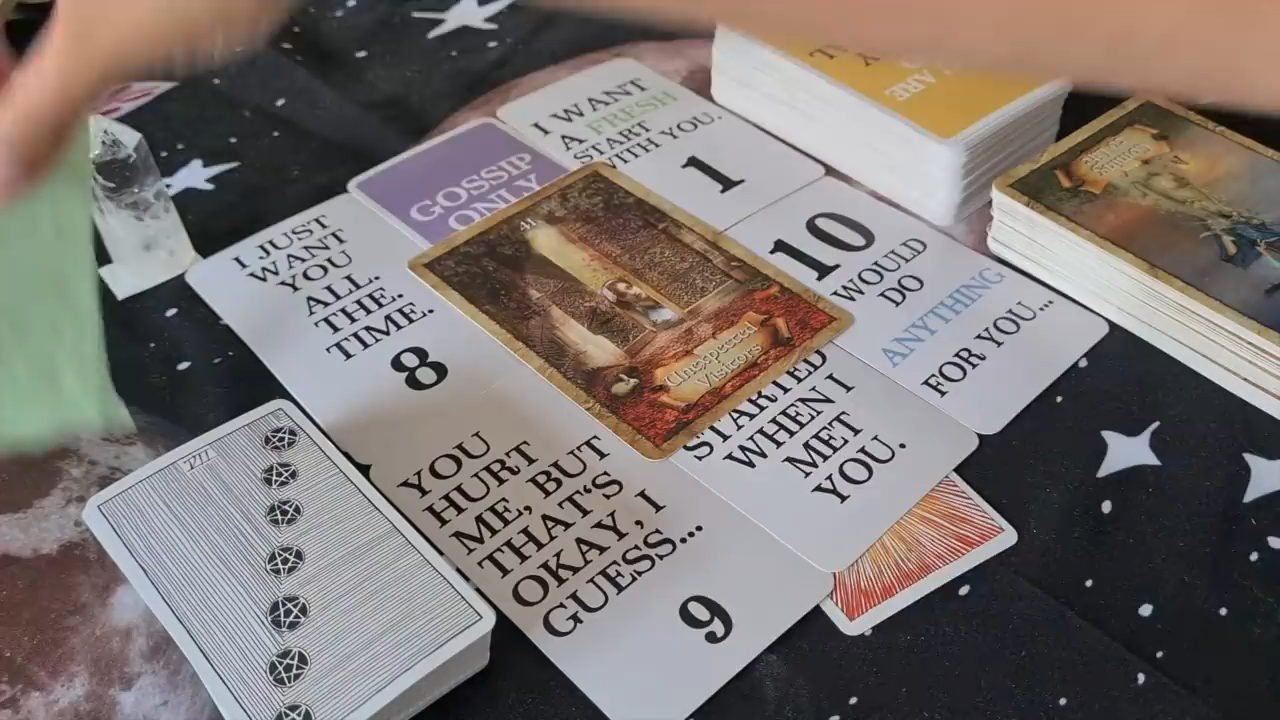 I WANT
A FRESH
START
WITH YOU.
1
GOSSIP
ONLY
I JUST
WANT
YOU
ALL.
THE.
TIME.
8
41
Unexpected
Visitors
10
WOULD
DO
ANYTHING
FOR YOU...
STARTED
WHEN I
MET
YOU.
YOU
HURT
ME, BUT
THAT'S
OKAY, I
GUESS...
9
VII
ARE